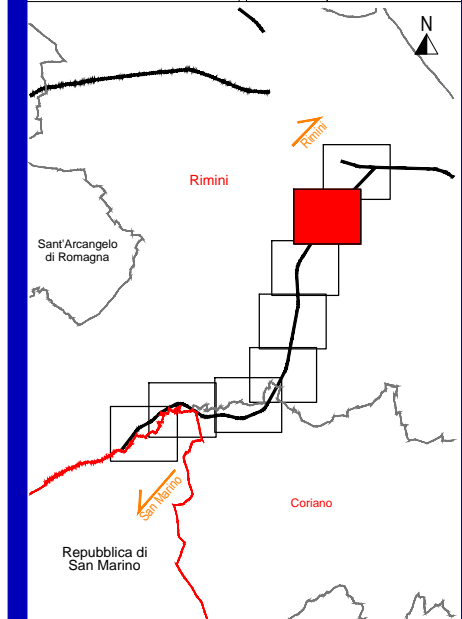 N
Rimini
Rimini
Sant'Arcangelo
di Romagna
San Marino
Coriano
Repubblica di
San Marino